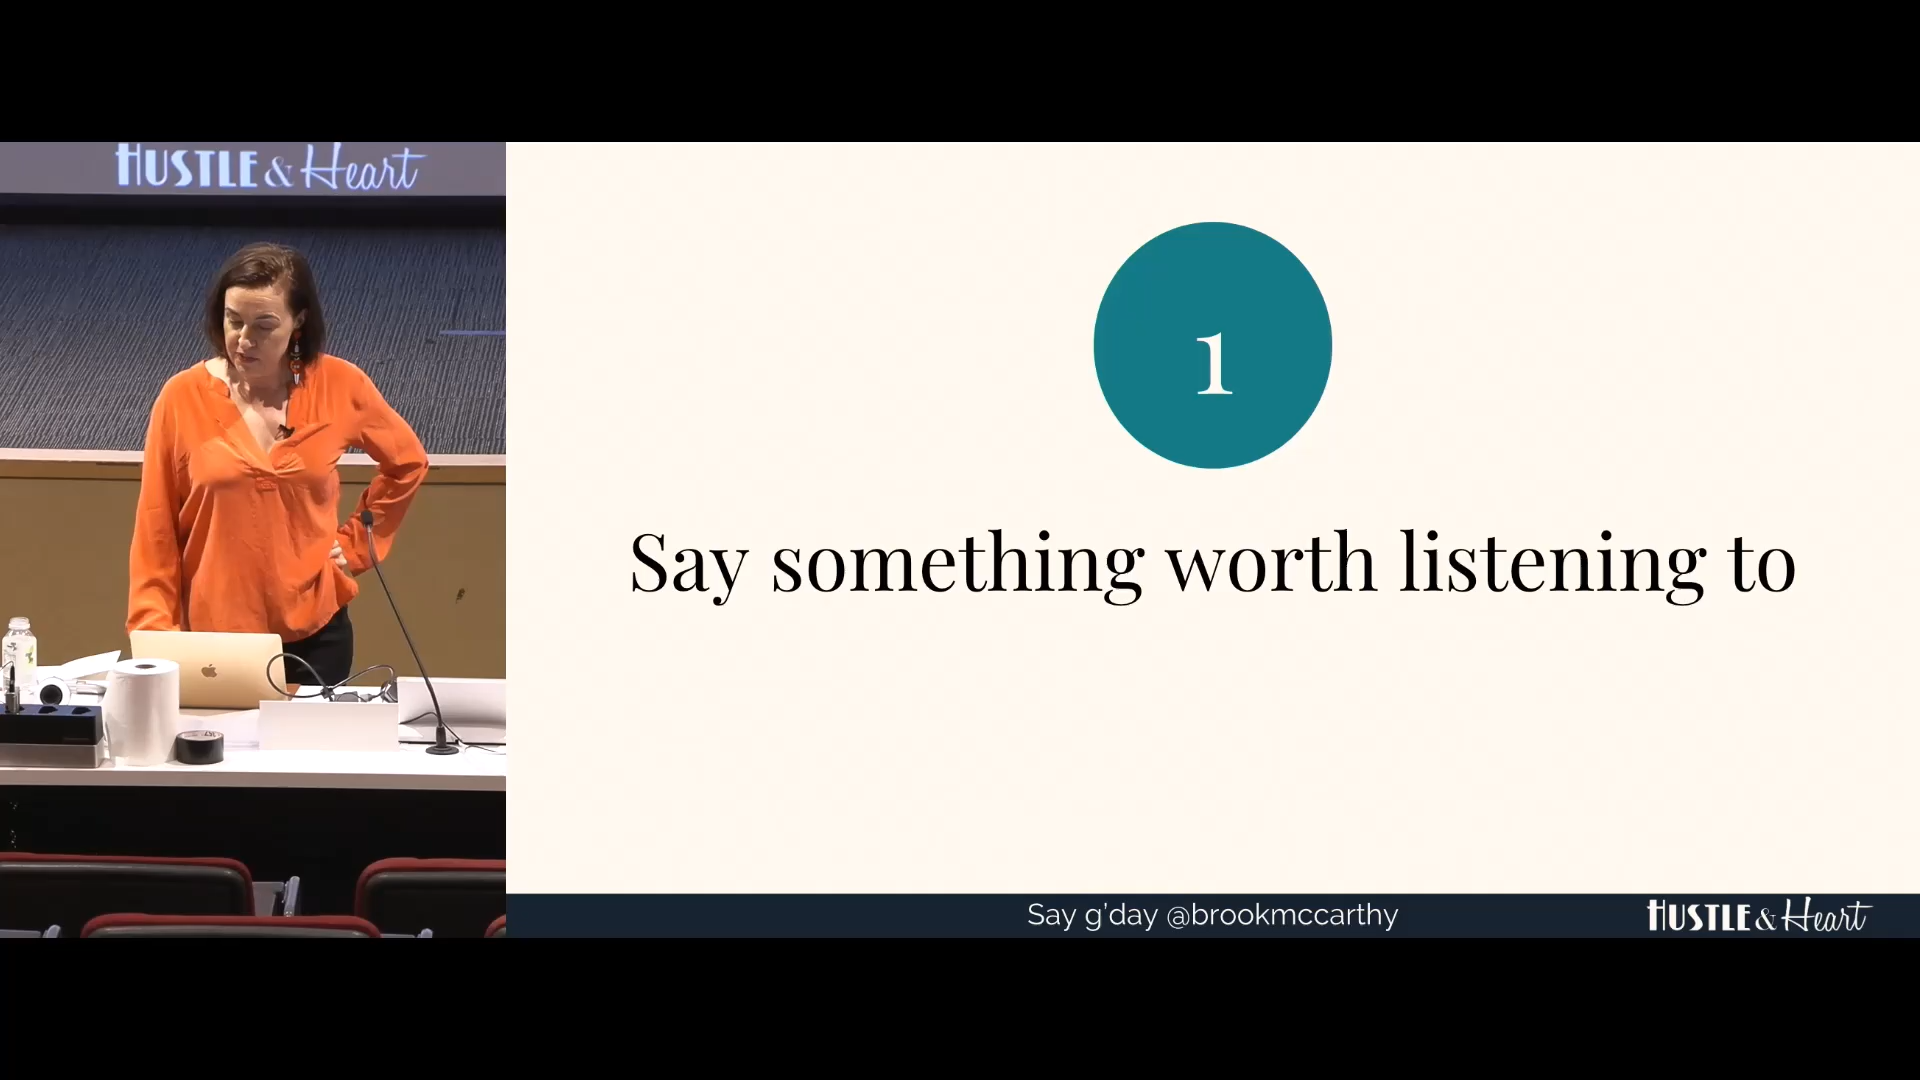 HUSTLE & Heart
1
Say something worth listening to
Say g'day @brookmccarthy
HUSTLE & Heart